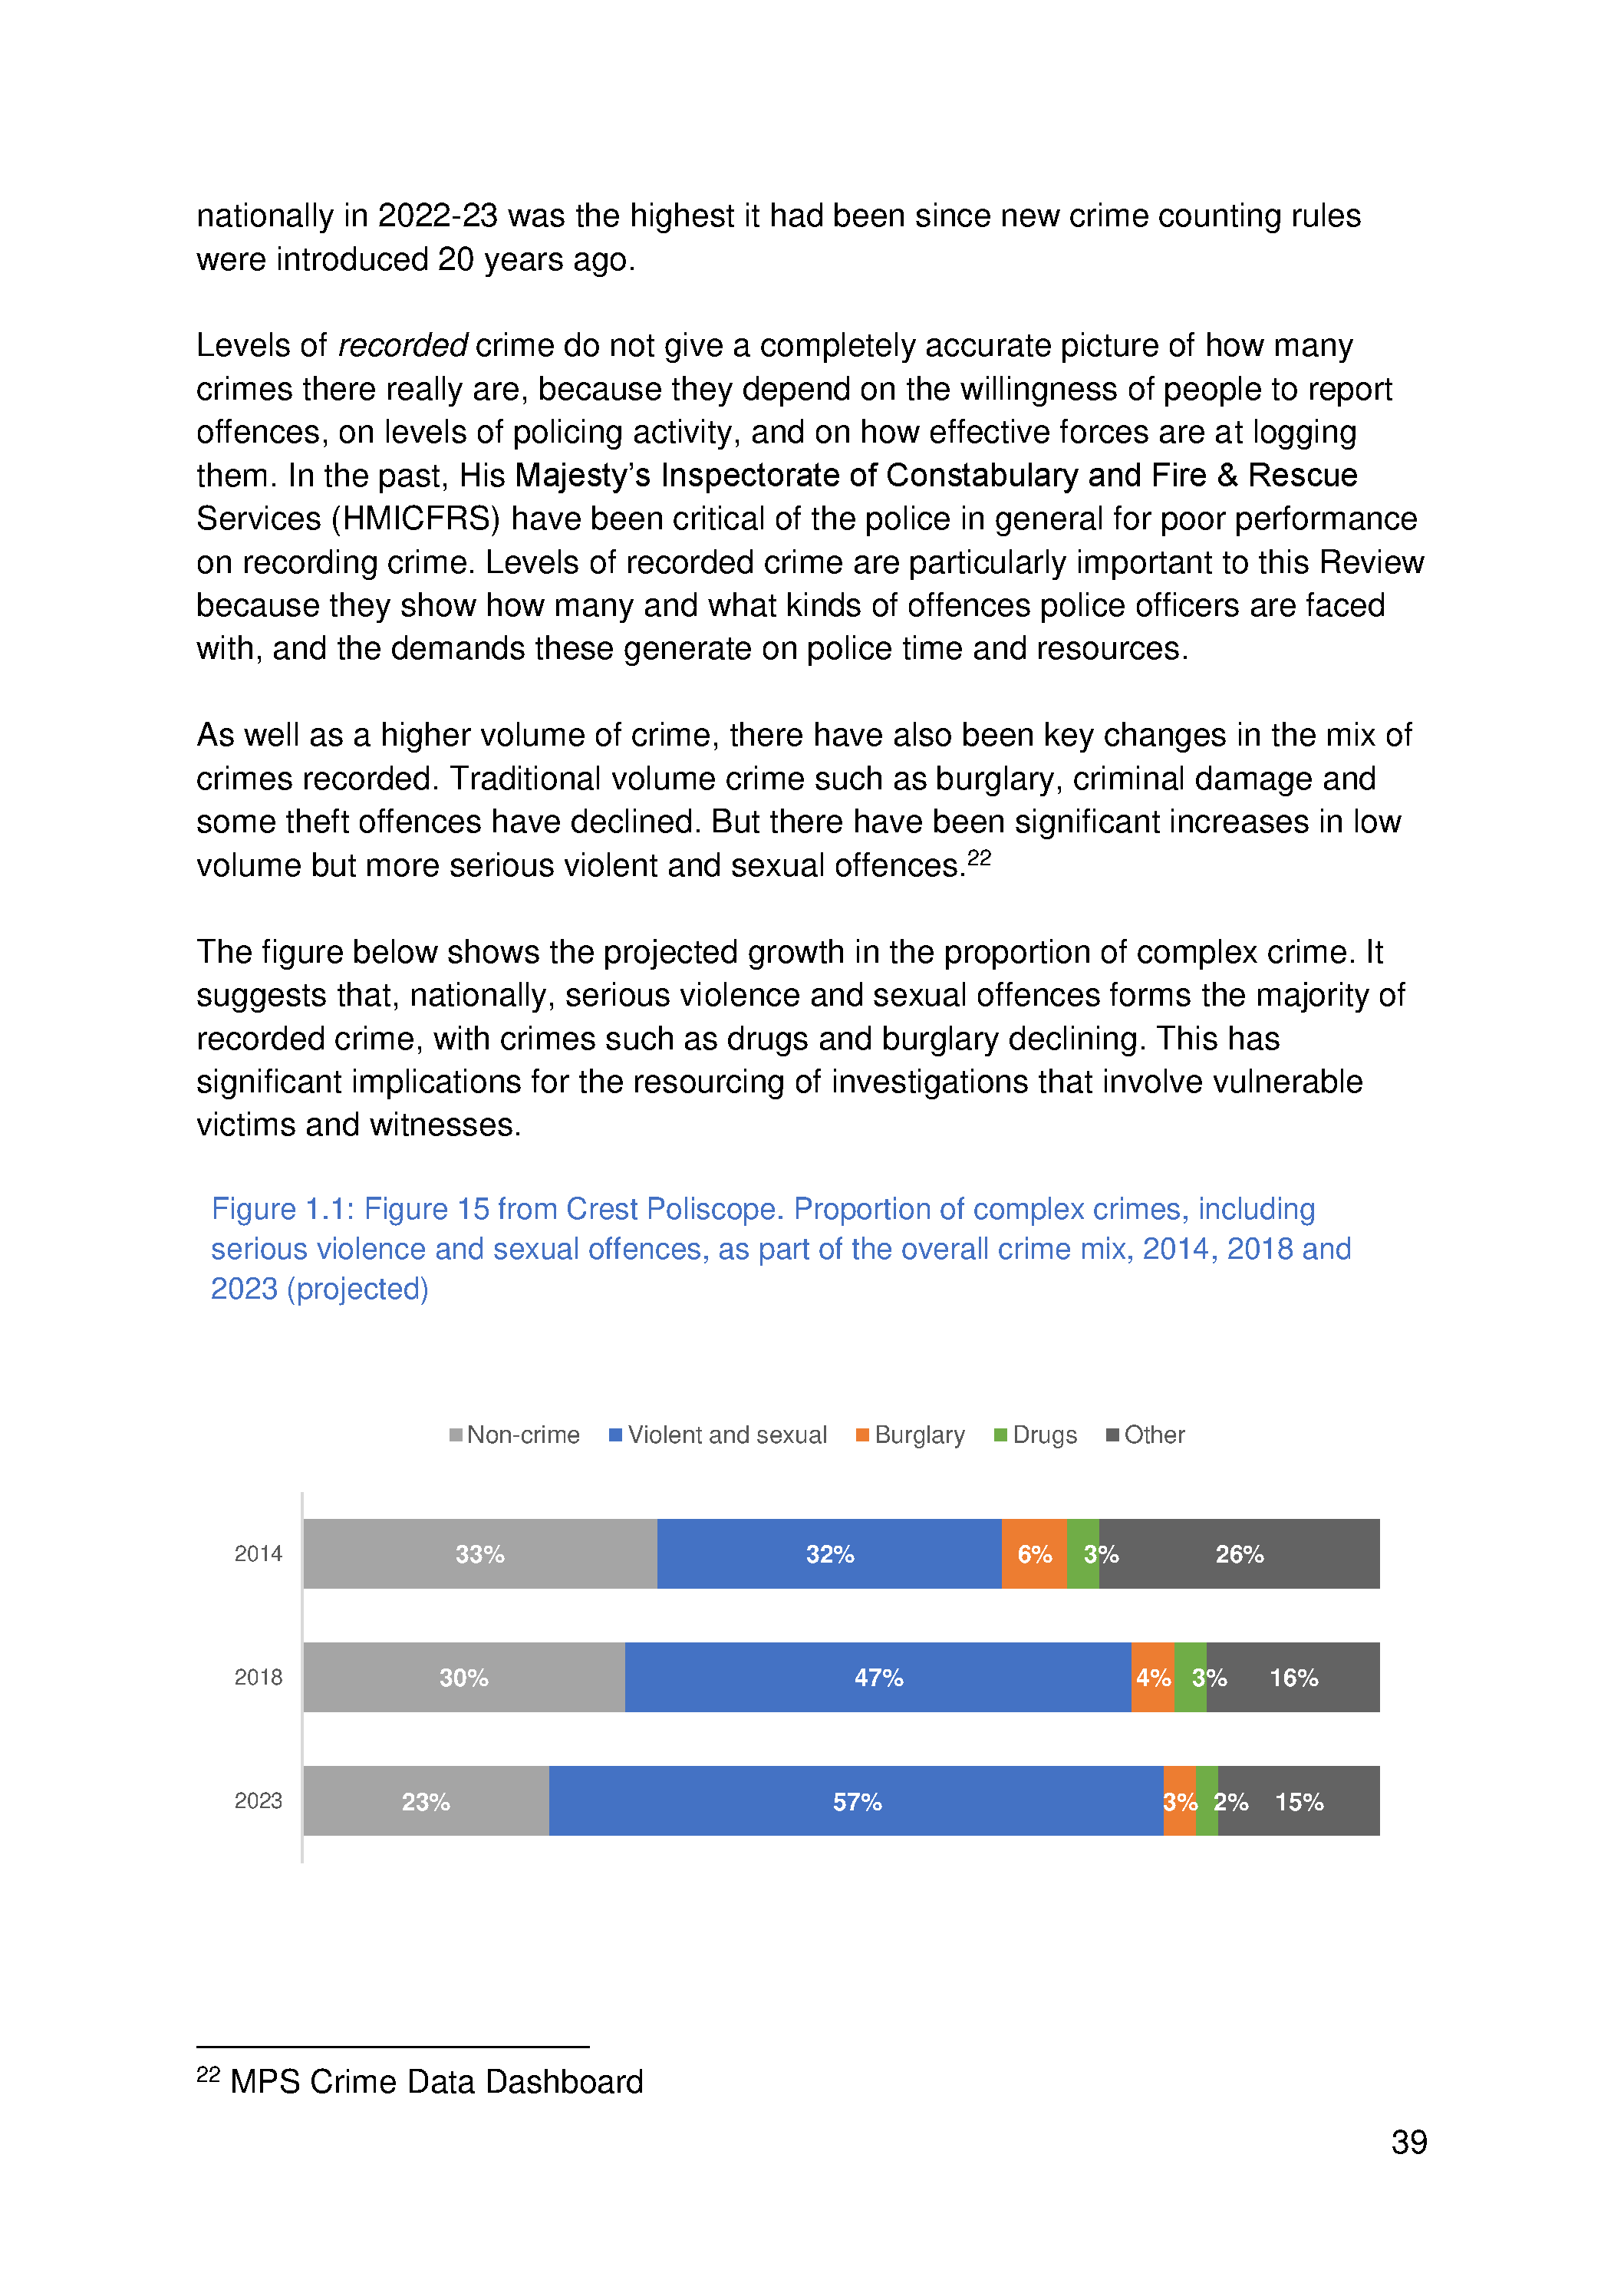 nationally in 2022-23 was the highest it had been since new crime counting rules
were introduced 20 years ago.
Levels of recorded crime do not give a completely accurate picture of how many
crimes there really are, because they depend on the willingness of people to report
offences, on levels of policing activity, and on how effective forces are at logging
them. In the past, His Majesty’s Inspectorate of Constabulary and Fire & Rescue
Services (HMICFRS) have been critical of the police in general for poor performance
on recording crime. Levels of recorded crime are particularly important to this Review
because they show how many and what kinds of offences police officers are faced
with, and the demands these generate on police time and resources.
As well as a higher volume of crime, there have also been key changes in the mix of
crimes recorded. Traditional volume crime such as burglary, criminal damage and
some theft offences have declined. But there have been significant increases in low
volume but more serious violent and sexual offences.22
The figure below shows the projected growth in the proportion of complex crime. It
suggests that, nationally, serious violence and sexual offences forms the majority of
recorded crime, with crimes such as drugs and burglary declining. This has
significant implications for the resourcing of investigations that involve vulnerable
victims and witnesses.
Figure 1.1: Figure 15 from Crest Poliscope. Proportion of complex crimes, including
serious violence and sexual offences, as part of the overall crime mix, 2014, 2018 and
2023 (projected)
Non-crime Violent and sexual Burglary Drugs Other
2014 33% 32% 6% 3% 26%
2018 30% 47% 4% 3% 16%
2023 23% 57% 3% 2% 15%
22 MPS Crime Data Dashboard
39